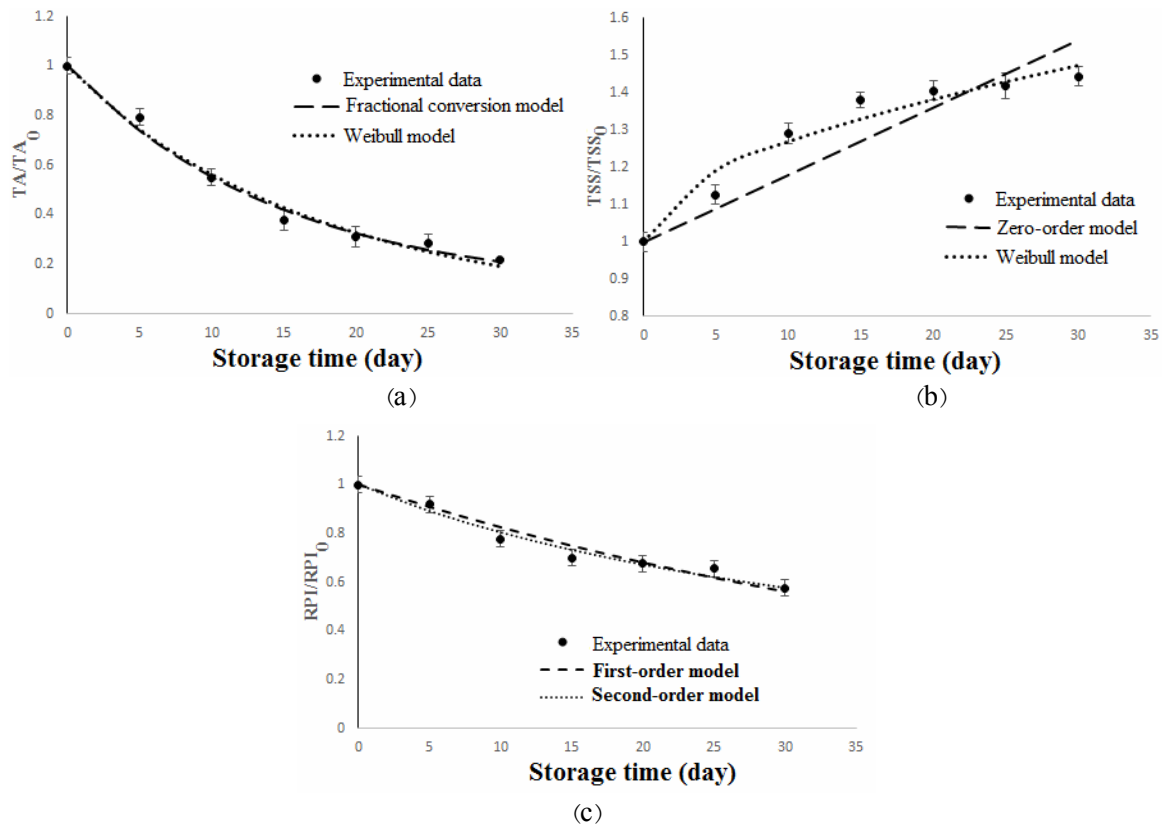 1.2
1
0.8
0.6
0.4
0.2
0
TA/TA0
Experimental data
Fractional conversion model
Weibull model
0 5 10 15 20 25 30 35
Storage time (day)
(a)
1.6
1.5
1.4
1.3
1.2
1.1
1
0.9
0.8
TSS/TSS0
Experimental data
Zero-order model
Weibull model
0 5 10 15 20 25 30 35
Storage time (day)
(b)
1.2
1
0.8
0.6
0.4
0.2
0
RPI/RPI0
Experimental data
First-order model
Second-order model
0 5 10 15 20 25 30 35
Storage time (day)
(c)